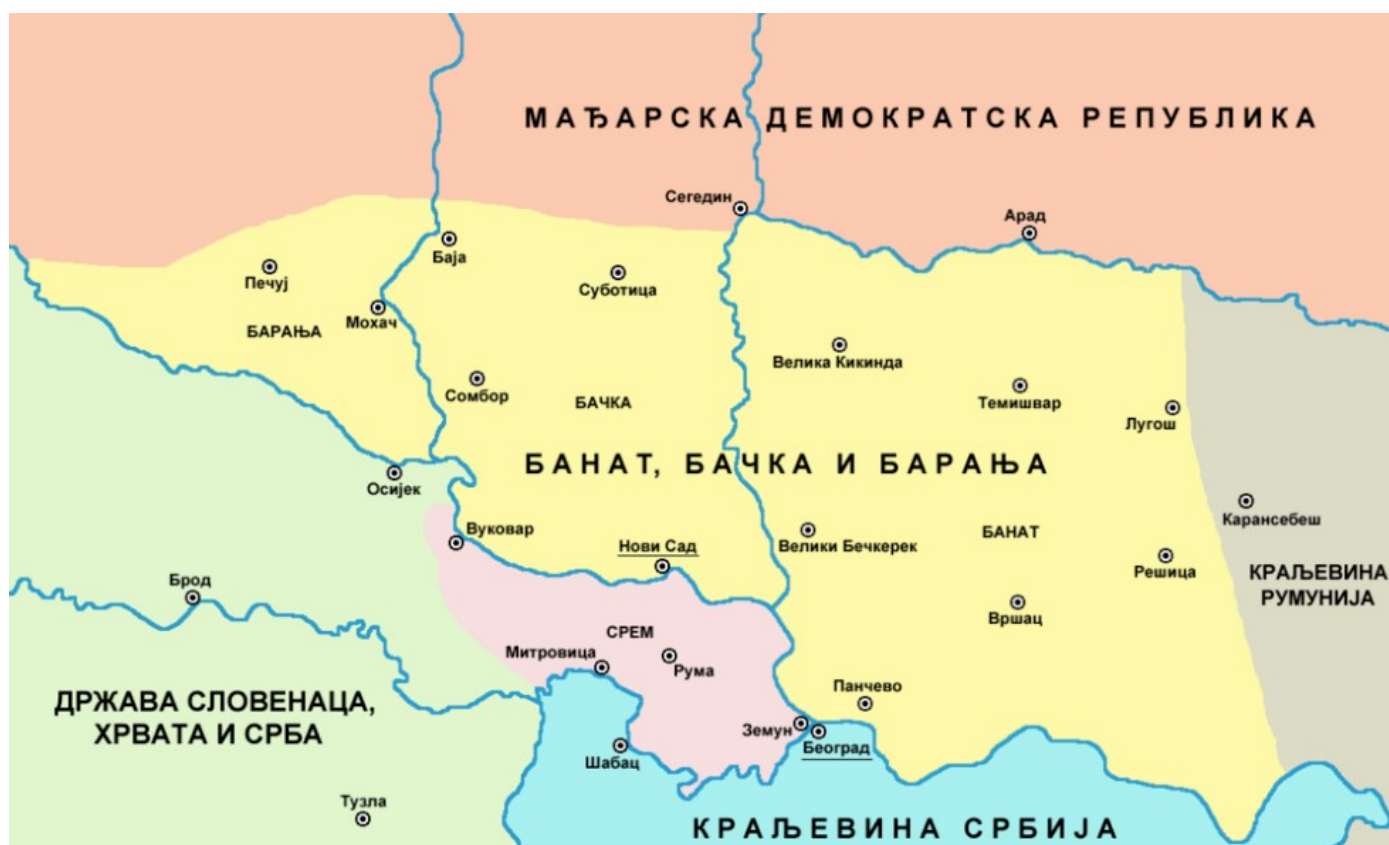 МАЂАРСКА ДЕМОКРАТСКА РЕПУБЛИКА
Сегедин
Арад
Баја
Печуј
Суботица
Мохач
БАРАЊА
Велика Кикинда
Сомбор
БАЧКА
Темишвар
Лугош
БАНАТ, БАЧКА И БАРАЊА
Осијек
Карансебеш
Вуковар
Нови Сад
Велики Бечкерек
БАНАТ
Решица
Брод
КРАЉЕВИНА
РУМУНИЈА
Вршац
СРЕМ
Митровица
Рума
Панчево
ДРЖАВА СЛОВЕНАЦА,
ХРВАТА И СРБА
Земун
Београд
Шабац
Тузла
КРАЉЕВИНА СРБИЈА